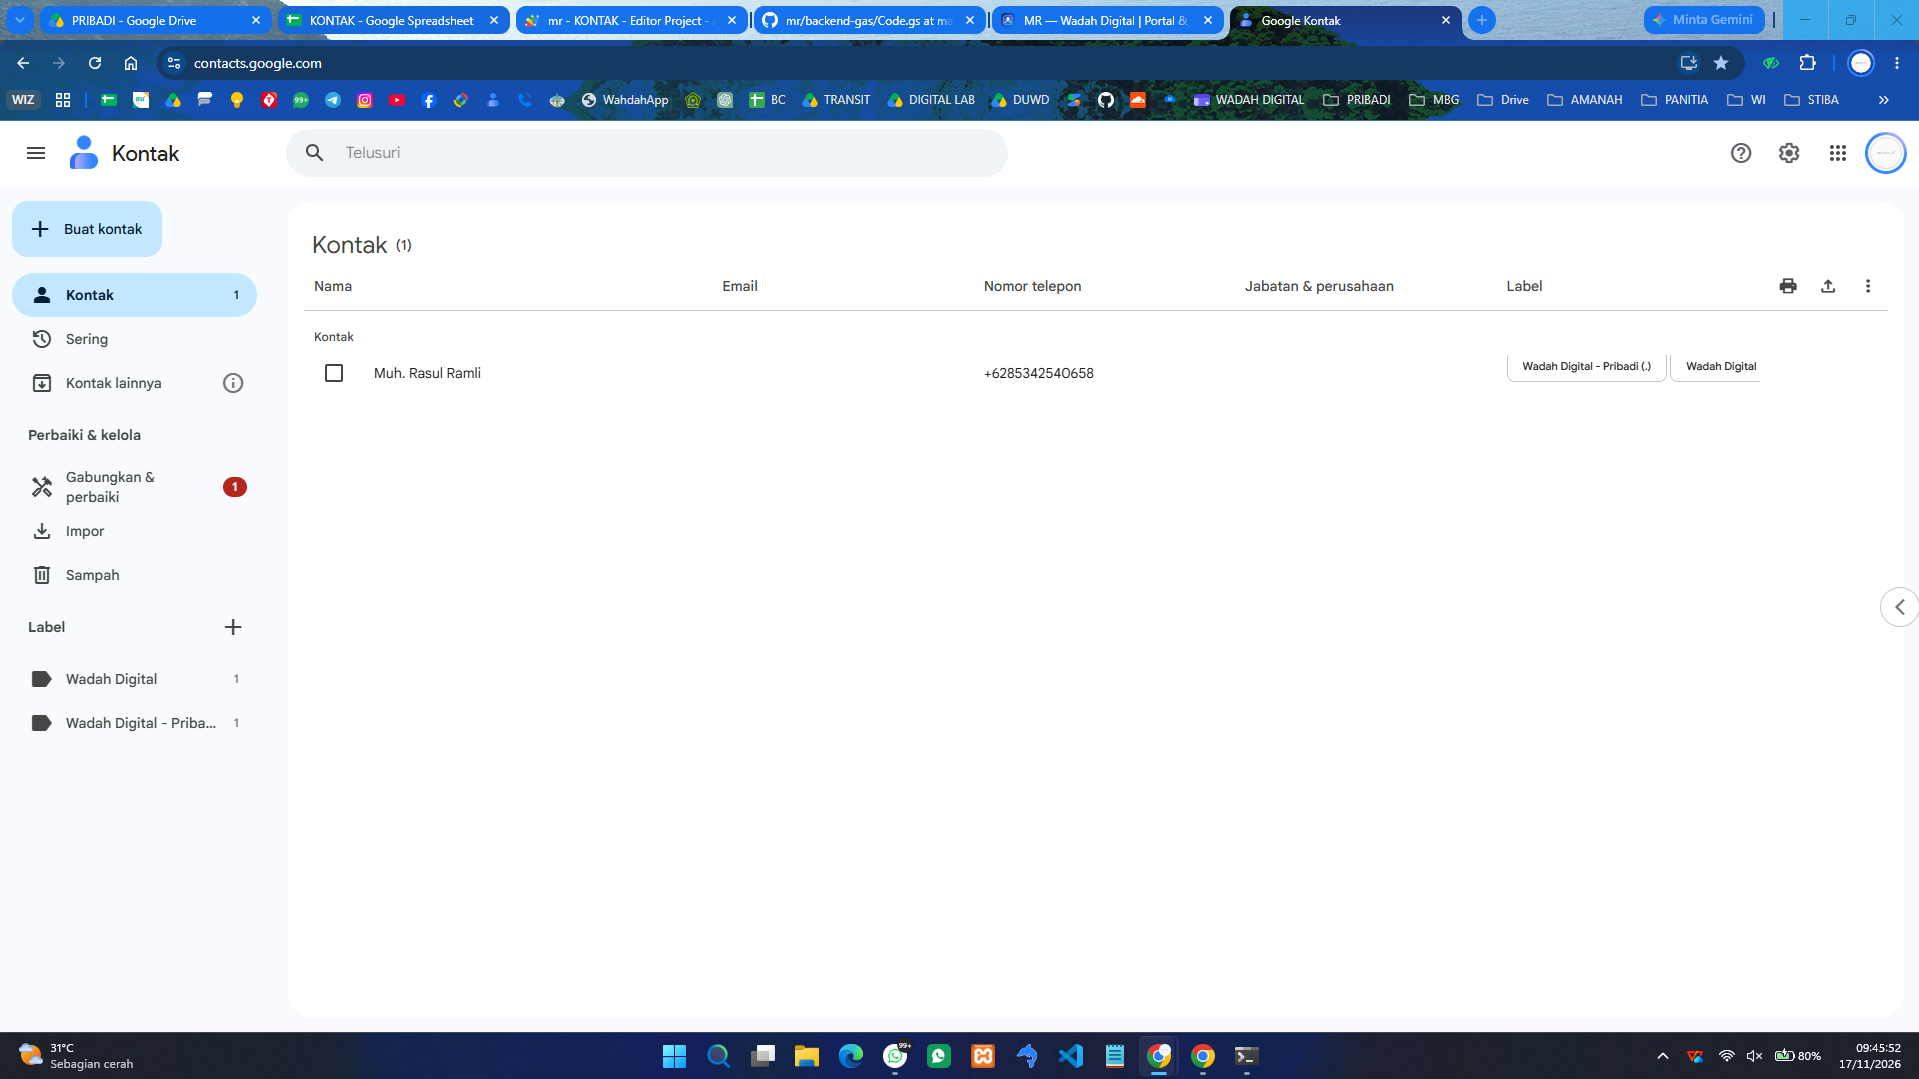 PRIBADI - Google Drive
KONTAK - Google Spreadsheet
mr - KONTAK - Editor Project -
mr/backend-gas/Code.gs at ma
MR — Wadah Digital | Portal &
Google Kontak
Minta Gemini
contacts.google.com
WIZ
BSI
99+
WahdahApp
BC
TRANSIT
DIGITAL LAB
DUWD
WADAH DIGITAL
PRIBADI
MBG
Drive
AMANAH
PANITIA
WI
STIBA
Kontak
Telusuri
Buat kontak
Kontak 1
Sering
Kontak lainnya
Perbaiki & kelola
Gabungkan & perbaiki 1
Impor
Sampah
Label
Wadah Digital 1
Wadah Digital - Priba... 1
Kontak (1)
Nama Email Nomor telepon Jabatan & perusahaan Label
Kontak
Muh. Rasul Ramli +6285342540658 Wadah Digital - Pribadi (.) Wadah Digital
31°C
Sebagian cerah
99+
80%
09:45:52
17/11/2026